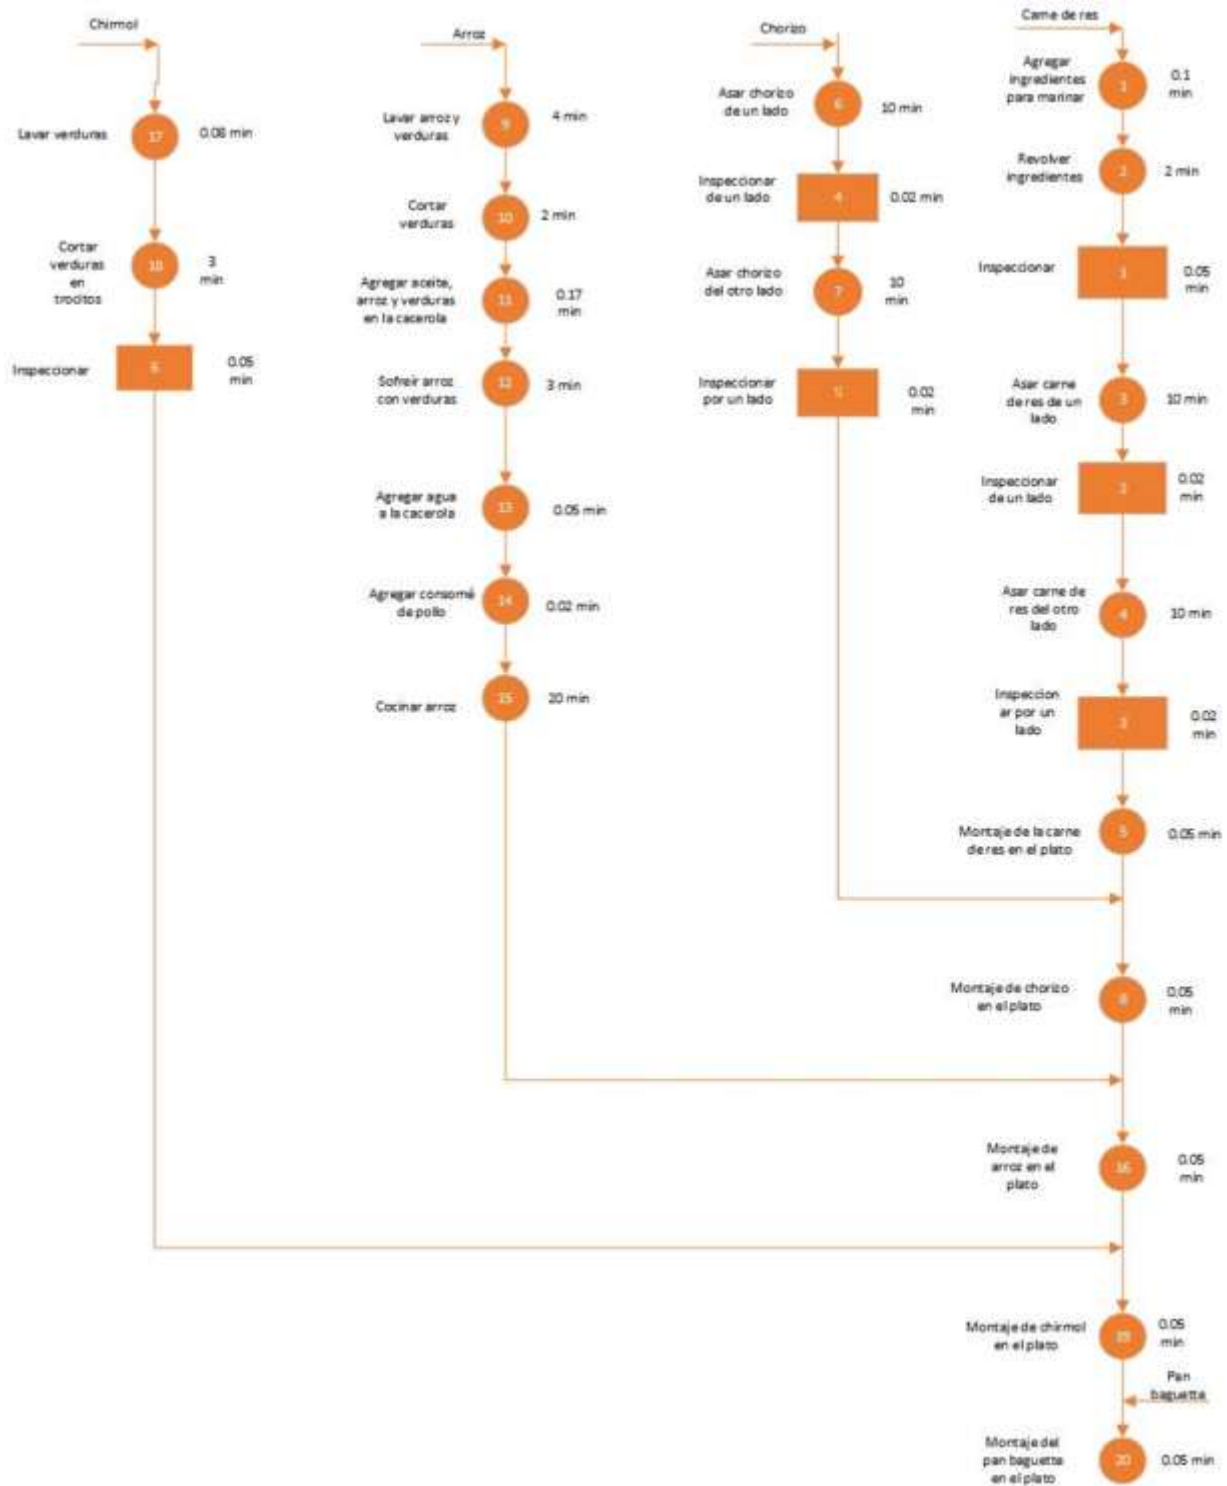 Chirmol
17
Lavar verduras
0.08 min
Cortar
verduras
en
trocitos
18
3
min
Inspeccionar
6
0.05
min
Arroz
9
Lavar arroz y
verduras
4 min
Cortar
verduras
10
2 min
Agregar aceite,
arroz y verduras
en la cacerola
11
0.17
min
Sofreir arroz
con verduras
12
3 min
Agregar agua
a la cacerola
13
0.05 min
Agregar consomé
de pollo
14
0.02 min
Cocinar arroz
15
20 min
Chorizo
Asar chorizo
de un lado
6
10 min
Inspeccionar
de un lado
4
0.02 min
Asar chorizo
del otro lado
7
10
min
Inspeccionar
por un lado
5
0.02
min
Carne de res
Agregar
ingredientes
para marinar
1
0.1
min
Revolver
ingredientes
2
2 min
Inspeccionar
1
0.05
min
Asar carne
de res de un
lado
3
10 min
Inspeccionar
de un lado
2
0.02
min
Asar carne de
res del otro
lado
4
10 min
Inspeccion
ar por un
lado
3
0.02
min
Montaje de la carne
de res en el plato
5
0.05 min
Montaje de chorizo
en el plato
8
0.05
min
Montaje de
arroz en el
plato
16
0.05
min
Montaje de chirmol
en el plato
19
0.05
min
Pan
baguette
Montaje del
pan baguette
en el plato
20
0.05 min